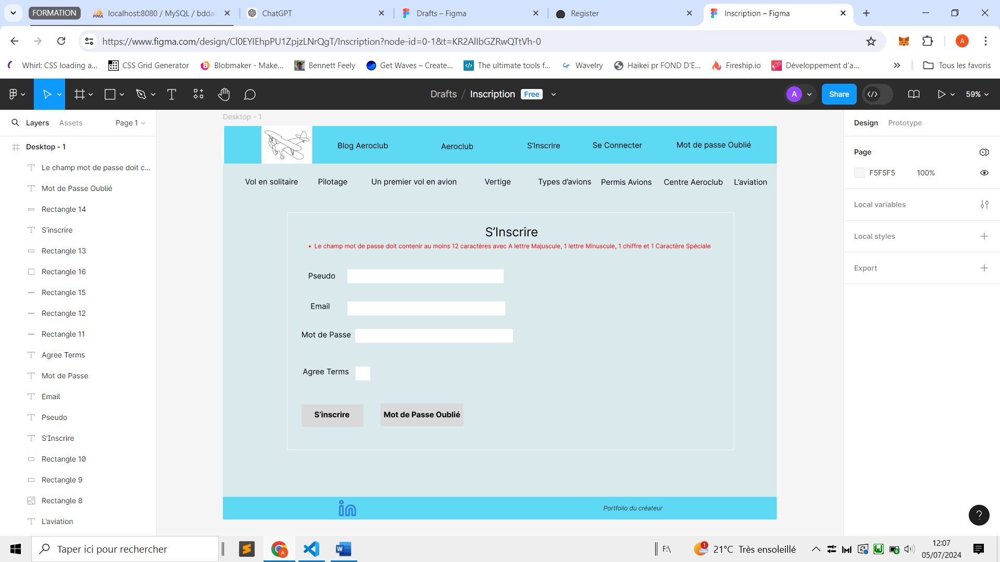 FORMATION
localhost:8080 / MySQL / bdda
ChatGPT
Drafts – Figma
Register
Inscription – Figma
https://www.figma.com/design/Cl0EYIEhpPU1ZpjzLNrQgT/Inscription?node-id=0-1&t=KR2AlIbGZRwQTtVh-0
A
Whirl: CSS loading a...
CSS Grid Generator
Blobmaker - Make...
Bennett Feely
Get Waves – Create...
The ultimate tools f...
Wavelry
Haikei pr FOND D'E...
Fireship.io
Développement d'a...
Tous les favoris
Drafts / Inscription Free
A
Share
59%
Layers
Assets
Page 1
Desktop - 1
Le champ mot de passe doit c...
Mot de Passe Oublié
Rectangle 14
S'inscrire
Rectangle 13
Rectangle 16
Rectangle 15
Rectangle 12
Rectangle 11
Agree Terms
Mot de Passe
Email
Pseudo
S'Inscrire
Rectangle 10
Rectangle 9
Rectangle 8
L'aviation
Desktop - 1
Blog Aeroclub
Aeroclub
S'Inscrire
Se Connecter
Mot de passe Oublié
Vol en solitaire
Pilotage
Un premier vol en avion
Vertige
Types d'avions
Permis Avions
Centre Aeroclub
L'aviation
S'Inscrire
• Le champ mot de passe doit contenir au moins 12 caractères avec A lettre Majuscule, 1 lettre Minuscule, 1 chiffre et 1 Caractère Spéciale
Pseudo
Email
Mot de Passe
Agree Terms
S'inscrire
Mot de Passe Oublié
in
Portfolio du créateur
Design
Prototype
Page
F5F5F5
100%
Local variables
Local styles
Export
?
Taper ici pour rechercher
F:\
1
21°C Très ensoleillé
12:07
05/07/2024